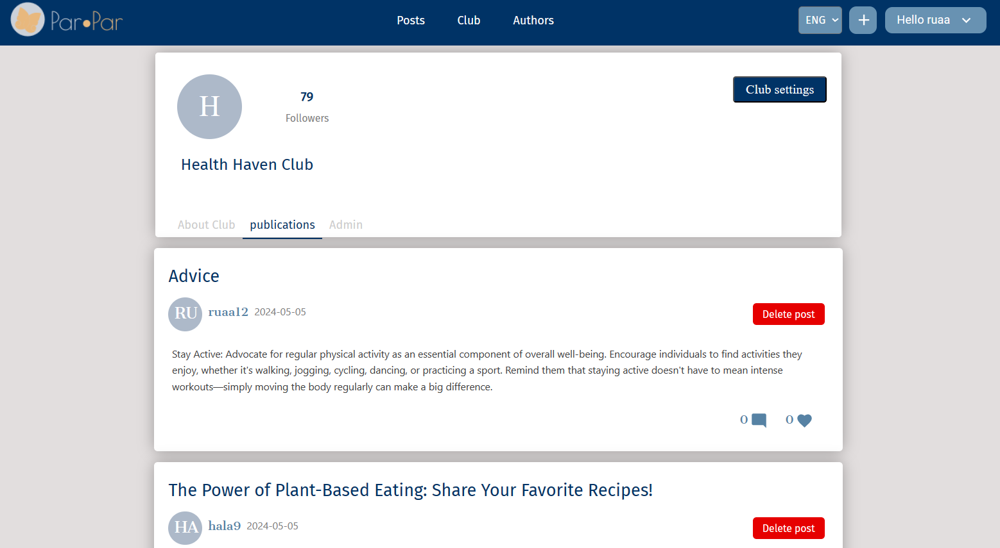 Par•Par
Posts Club Authors
ENG
+
Hello ruaa
H
79
Followers
Club settings
Health Haven Club
About Club publications Admin
Advice
RU ruaa12 2024-05-05
Delete post
Stay Active: Advocate for regular physical activity as an essential component of overall well-being. Encourage individuals to find activities they
enjoy, whether it's walking, jogging, cycling, dancing, or practicing a sport. Remind them that staying active doesn't have to mean intense
workouts—simply moving the body regularly can make a big difference.
0 0
The Power of Plant-Based Eating: Share Your Favorite Recipes!
HA hala9 2024-05-05
Delete post